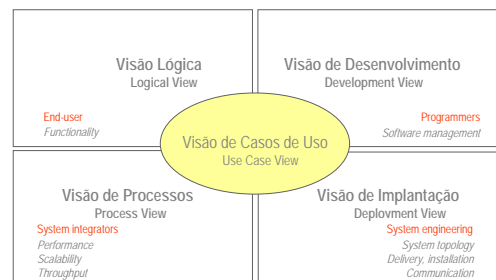 Visão Lógica
Logical View
End-user
Functionality
Visão de Desenvolvimento
Development View
Programmers
Software management
Visão de Casos de Uso
Use Case View
Visão de Processos
Process View
System integrators
Performance
Scalability
Throughput
Visão de Implantação
Deployment View
System engineering
System topology
Delivery, installation
Communication